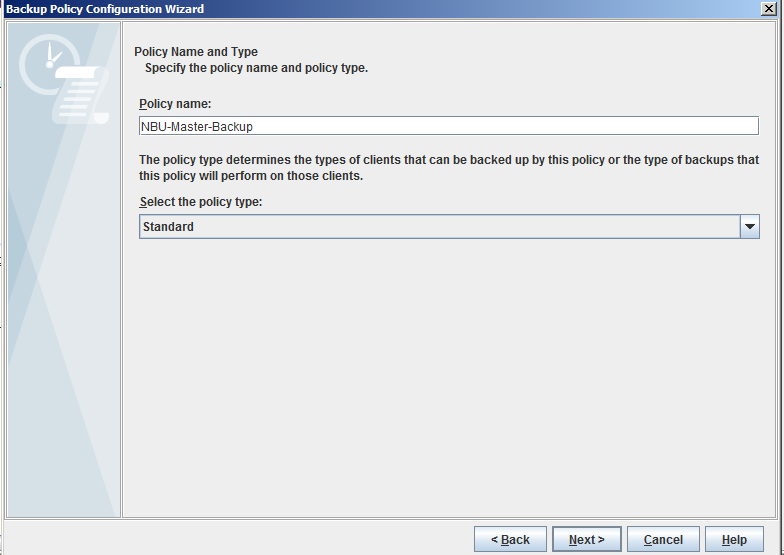 Backup Policy Configuration Wizard
Policy Name and Type
Specify the policy name and policy type.
Policy name:
NBU-Master-Backup
The policy type determines the types of clients that can be backed up by this policy or the type of backups that
this policy will perform on those clients.
Select the policy type:
Standard
< Back Next > Cancel Help